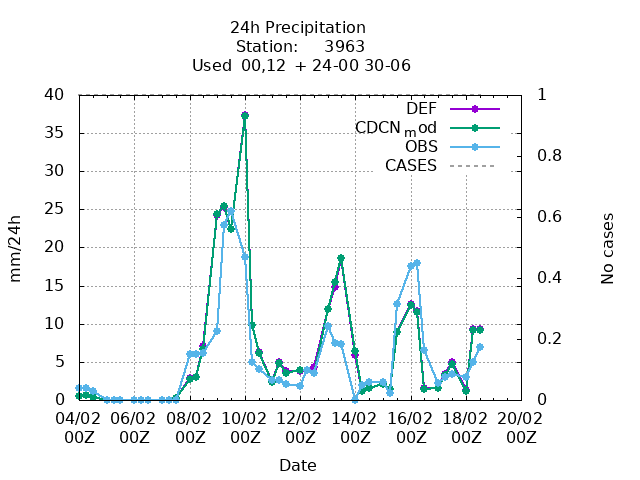 24h Precipitation
Station: 3963
Used 00,12 + 24-00 30-06
mm/24h
No cases
40
35
30
25
20
15
10
5
0
1
0.8
0.6
0.4
0.2
0
DEF
CDCN mod
OBS
CASES
04/02 06/02 08/02 10/02 12/02 14/02 16/02 18/02 20/02
00Z 00Z 00Z 00Z 00Z 00Z 00Z 00Z 00Z
Date